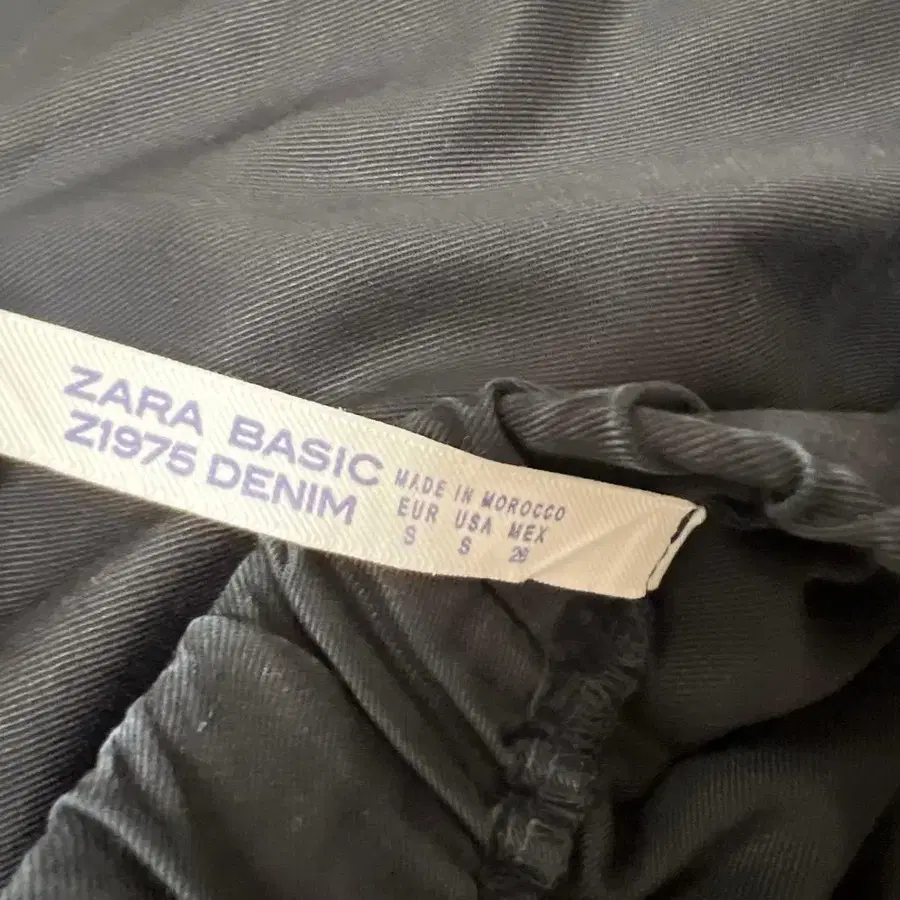 ZARA BASIC
Z1975 DENIM
MADE IN MOROCCO
EUR USA MEX
S S 26